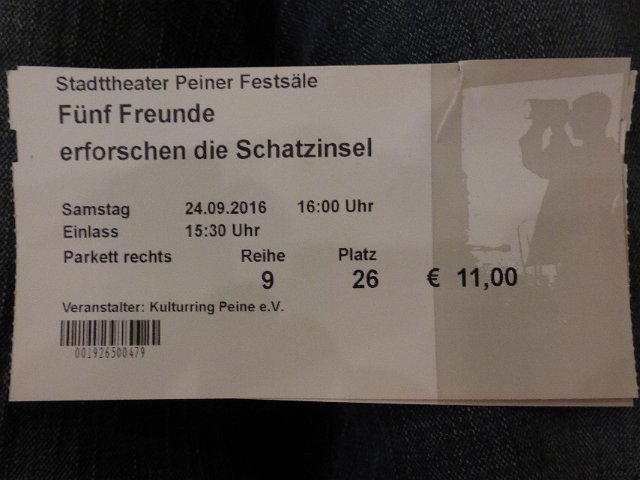 Stadttheater Peiner Festsäle
Fünf Freunde
erforschen die Schatzinsel
Samstag 24.09.2016 16:00 Uhr
Einlass 15:30 Uhr
Parkett rechts Reihe Platz
9 26 € 11,00
Veranstalter: Kulturring Peine e.V.
001926500479